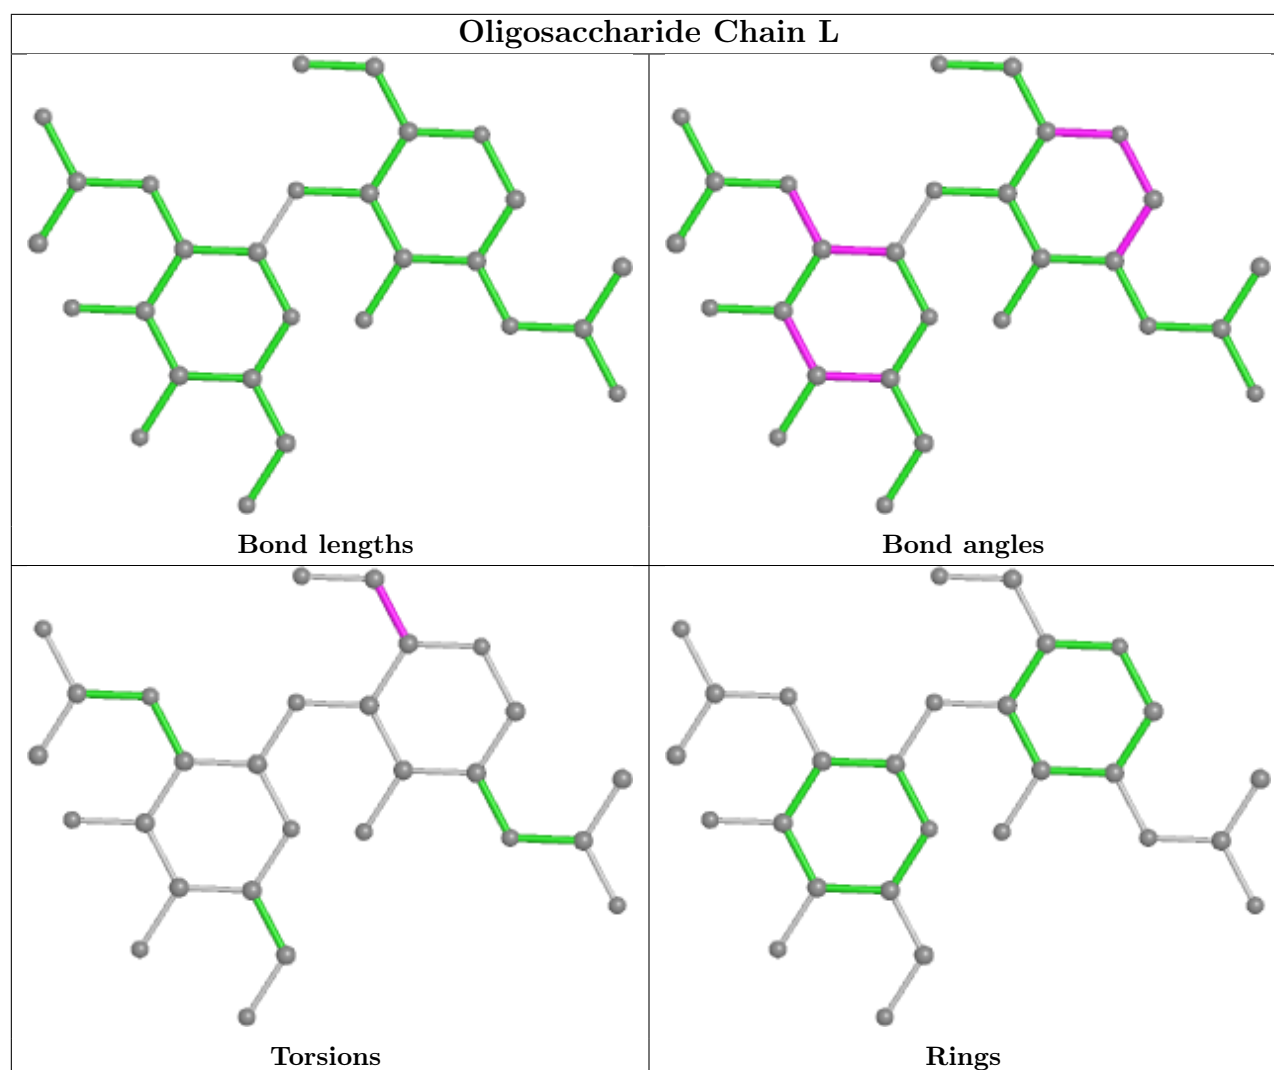 Oligosaccharide Chain L
Bond lengths
Bond angles
Torsions
Rings